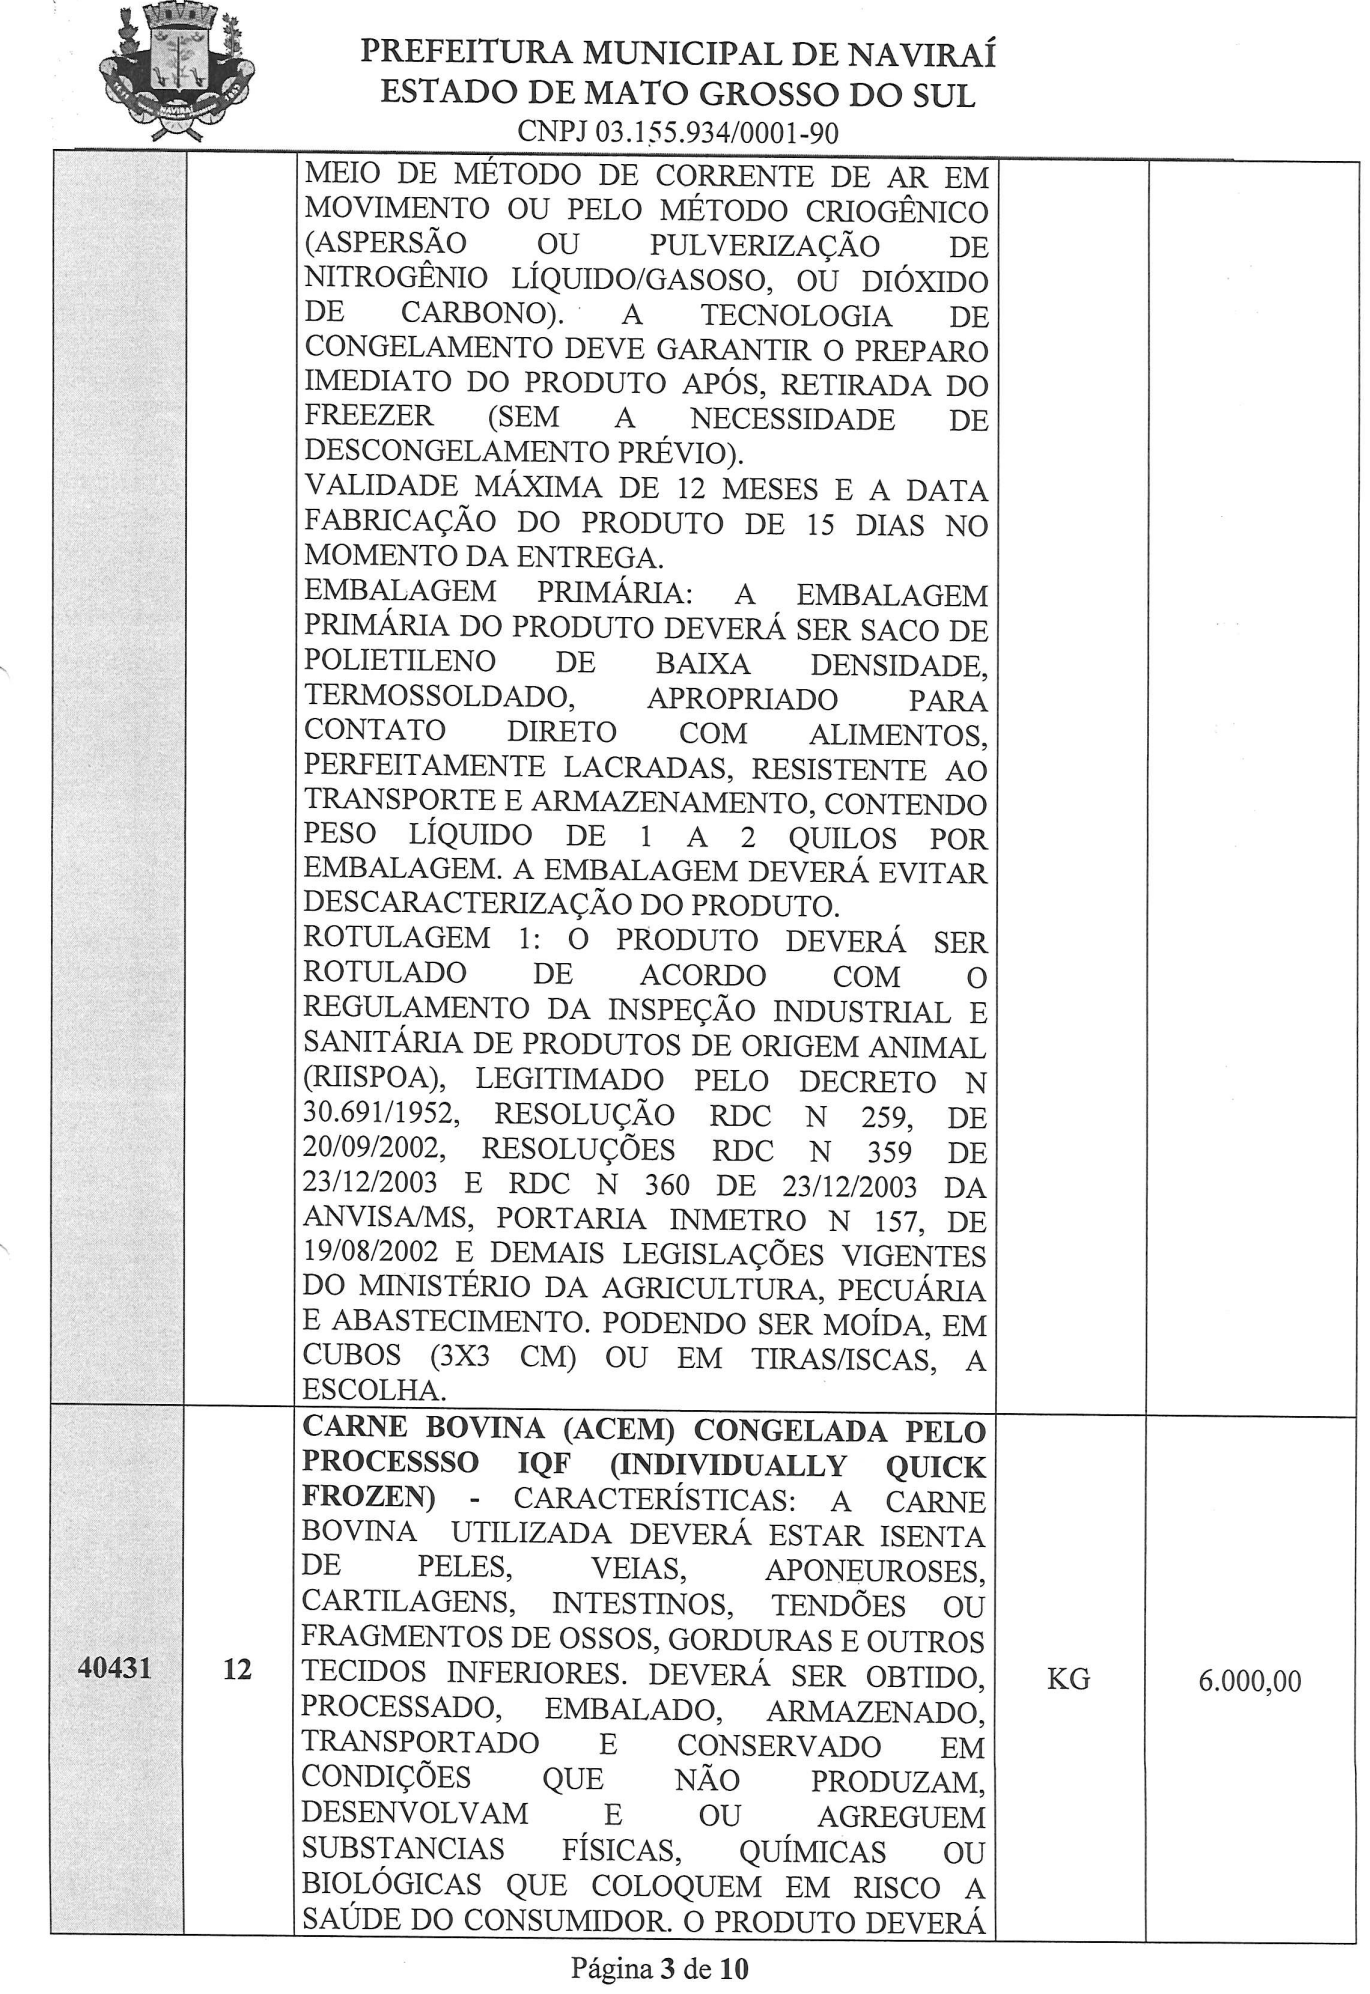 NAVIRAÍ
PREFEITURA MUNICIPAL DE NAVIRAÍ
ESTADO DE MATO GROSSO DO SUL
CNPJ 03.155.934/0001-90
MEIO DE MÉTODO DE CORRENTE DE AR EM
MOVIMENTO OU PELO MÉTODO CRIOGÊNICO
(ASPERSÃO OU PULVERIZAÇÃO DE
NITROGÊNIO LÍQUIDO/GASOSO, OU DIÓXIDO
DE CARBONO). A TECNOLOGIA DE
CONGELAMENTO DEVE GARANTIR O PREPARO
IMEDIATO DO PRODUTO APÓS, RETIRADA DO
FREEZER (SEM A NECESSIDADE DE
DESCONGELAMENTO PRÉVIO).
VALIDADE MÁXIMA DE 12 MESES E A DATA
FABRICAÇÃO DO PRODUTO DE 15 DIAS NO
MOMENTO DA ENTREGA.
EMBALAGEM PRIMÁRIA: A EMBALAGEM
PRIMÁRIA DO PRODUTO DEVERÁ SER SACO DE
POLIETILENO DE BAIXA DENSIDADE,
TERMOSSOLDADO, APROPRIADO PARA
CONTATO DIRETO COM ALIMENTOS,
PERFEITAMENTE LACRADAS, RESISTENTE AO
TRANSPORTE E ARMAZENAMENTO, CONTENDO
PESO LÍQUIDO DE 1 A 2 QUILOS POR
EMBALAGEM. A EMBALAGEM DEVERÁ EVITAR
DESCARACTERIZAÇÃO DO PRODUTO.
ROTULAGEM 1: O PRODUTO DEVERÁ SER
ROTULADO DE ACORDO COM O
REGULAMENTO DA INSPEÇÃO INDUSTRIAL E
SANITÁRIA DE PRODUTOS DE ORIGEM ANIMAL
(RIISPOA), LEGITIMADO PELO DECRETO N
30.691/1952, RESOLUÇÃO RDC N 259, DE
20/09/2002, RESOLUÇÕES RDC N 359 DE
23/12/2003 E RDC N 360 DE 23/12/2003 DA
ANVISA/MS, PORTARIA INMETRO N 157, DE
19/08/2002 E DEMAIS LEGISLAÇÕES VIGENTES
DO MINISTÉRIO DA AGRICULTURA, PECUÁRIA
E ABASTECIMENTO. PODENDO SER MOÍDA, EM
CUBOS (3X3 CM) OU EM TIRAS/ISCAS, A
ESCOLHA.
40431
12
CARNE BOVINA (ACEM) CONGELADA PELO
PROCESSSO IQF (INDIVIDUALLY QUICK
FROZEN) - CARACTERÍSTICAS: A CARNE
BOVINA UTILIZADA DEVERÁ ESTAR ISENTA
DE PELES, VEIAS, APONEUROSES,
CARTILAGENS, INTESTINOS, TENDÕES OU
FRAGMENTOS DE OSSOS, GORDURAS E OUTROS
TECIDOS INFERIORES. DEVERÁ SER OBTIDO,
PROCESSADO, EMBALADO, ARMAZENADO,
TRANSPORTADO E CONSERVADO EM
CONDIÇÕES QUE NÃO PRODUZAM,
DESENVOLVAM E OU AGREGUEM
SUBSTANCIAS FÍSICAS, QUÍMICAS OU
BIOLÓGICAS QUE COLOQUEM EM RISCO A
SAÚDE DO CONSUMIDOR. O PRODUTO DEVERÁ
KG
6.000,00
Página 3 de 10